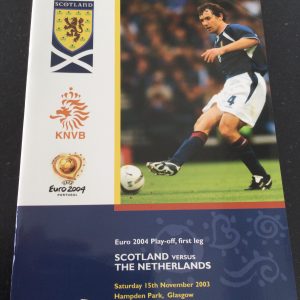 SCOTLAND
KNVB
UEFA
Euro 2004
PORTUGAL
4
Euro 2004 Play-off, first leg
SCOTLAND VERSUS
THE NETHERLANDS
Saturday 15th November 2003
Hampden Park, Glasgow